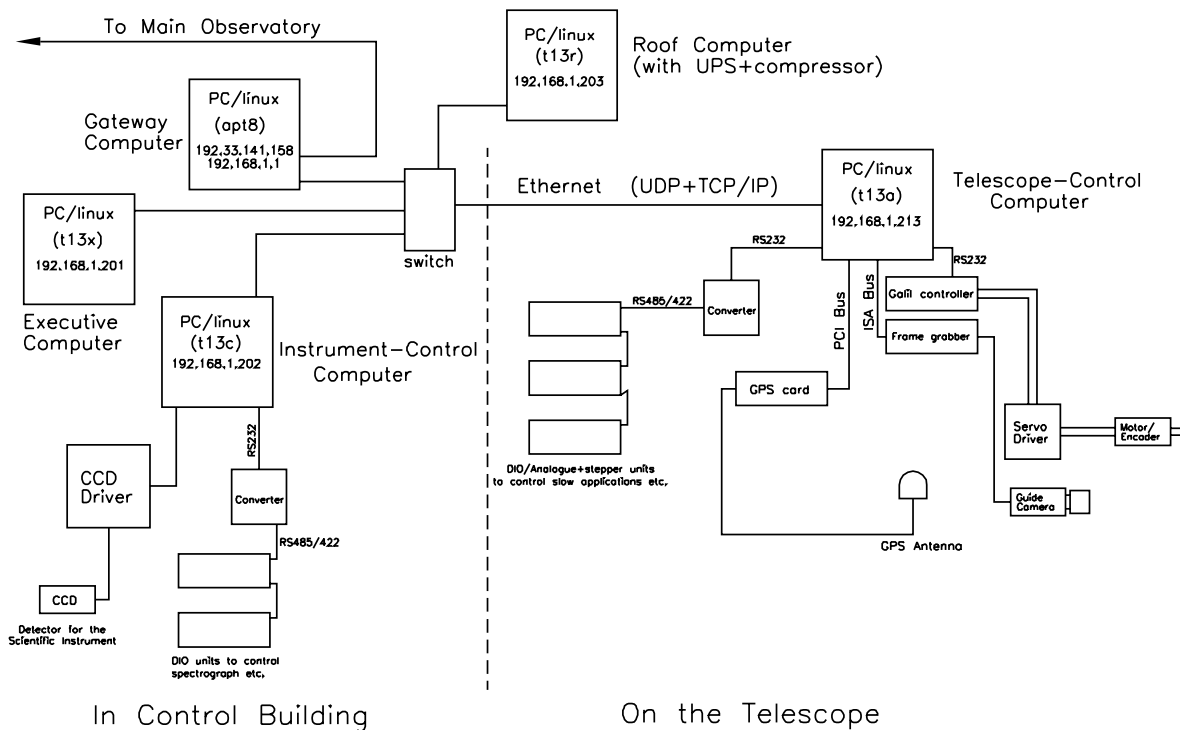 To Main Observatory
PC/linux
(t13r)
192.168.1.203
Roof Computer
(with UPS+compressor)
Gateway
Computer
PC/linux
(apt8)
192.33.141.158
192.168.1.1
PC/linux
(t13x)
192.168.1.201
Executive
Computer
switch
Ethernet (UDP+TCP/IP)
PC/linux
(t13a)
192.168.1.213
Telescope-Control
Computer
PC/linux
(t13c)
192.168.1.202
Instrument-Control
Computer
RS232
Converter
RS485/422
DIO/Analogue+stepper units
to control slow applications etc.
PCI Bus
ISA Bus
RS232
Galil controller
Frame grabber
GPS card
GPS Antenna
Servo
Driver
Motor/
Encoder
Guide
Camera
CCD
Driver
CCD
Detector for the
Scientific Instrument
RS232
Converter
RS485/422
DIO units to control
spectrograph etc.
In Control Building
On the Telescope